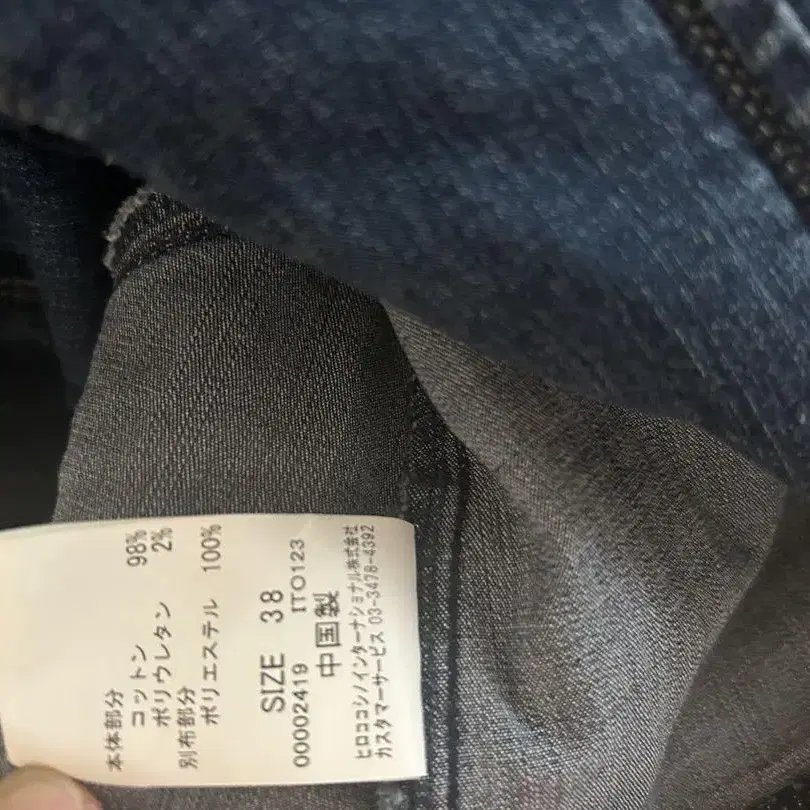 本体部分
コットン 98%
ポリウレタン 2%
別布部分
ポリエステル 100%
SIZE 38
00002419 ITO123
中国製
ヒロココシノインターナショナル株式会社
カスタマーサービス 03-3478-4392